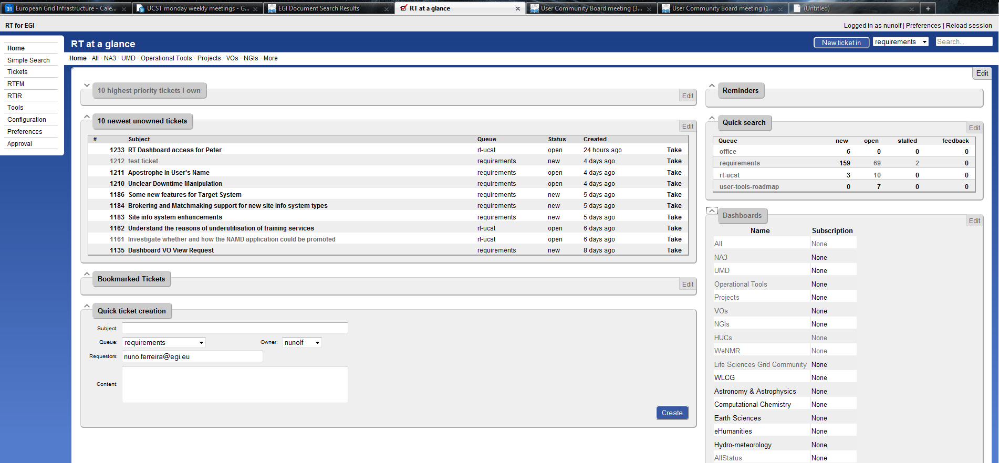 European Grid Infrastructure - Cale...
UCST monday weekly meetings - G...
EGI Document Search Results
RT at a glance
User Community Board meeting (3...
User Community Board meeting (1...
(Untitled)
RT for EGI
Logged in as nunolf | Preferences | Reload session
Home
Simple Search
Tickets
RTFM
RTIR
Tools
Configuration
Preferences
Approval
RT at a glance
New ticket in requirements Search...
Home · All · NA3 · UMD · Operational Tools · Projects · VOs · NGIs · More
Edit
10 highest priority tickets I own
Edit
10 newest unowned tickets
Edit
# Subject Queue Status Created
1233 RT Dashboard access for Peter rt-ucst open 24 hours ago Take
1212 test ticket requirements new 4 days ago Take
1211 Apostrophe In User's Name requirements open 4 days ago Take
1210 Unclear Downtime Manipulation requirements open 4 days ago Take
1186 Some new features for Target System requirements new 5 days ago Take
1184 Brokering and Matchmaking support for new site info system types requirements new 5 days ago Take
1183 Site info system enhancements requirements new 5 days ago Take
1162 Understand the reasons of underutilisation of training services rt-ucst open 6 days ago Take
1161 Investigate whether and how the NAMD application could be promoted rt-ucst open 6 days ago Take
1135 Dashboard VO View Request requirements new 8 days ago Take
Bookmarked Tickets
Edit
Quick ticket creation
Subject:
Queue: requirements Owner: nunolf
Requestors: nuno.ferreira@egi.eu
Content:
Create
Reminders
Quick search
Edit
Queue new open stalled feedback
office 6 0 0 0
requirements 159 69 2 0
rt-ucst 3 10 0 0
user-tools-roadmap 0 7 0 0
Dashboards
Edit
Name Subscription
All None
NA3 None
UMD None
Operational Tools None
Projects None
VOs None
NGIs None
HUCs None
WeNMR None
Life Sciences Grid Community None
WLCG None
Astronomy & Astrophysics None
Computational Chemistry None
Earth Sciences None
eHumanities None
Hydro-meteorology None
AllStatus None